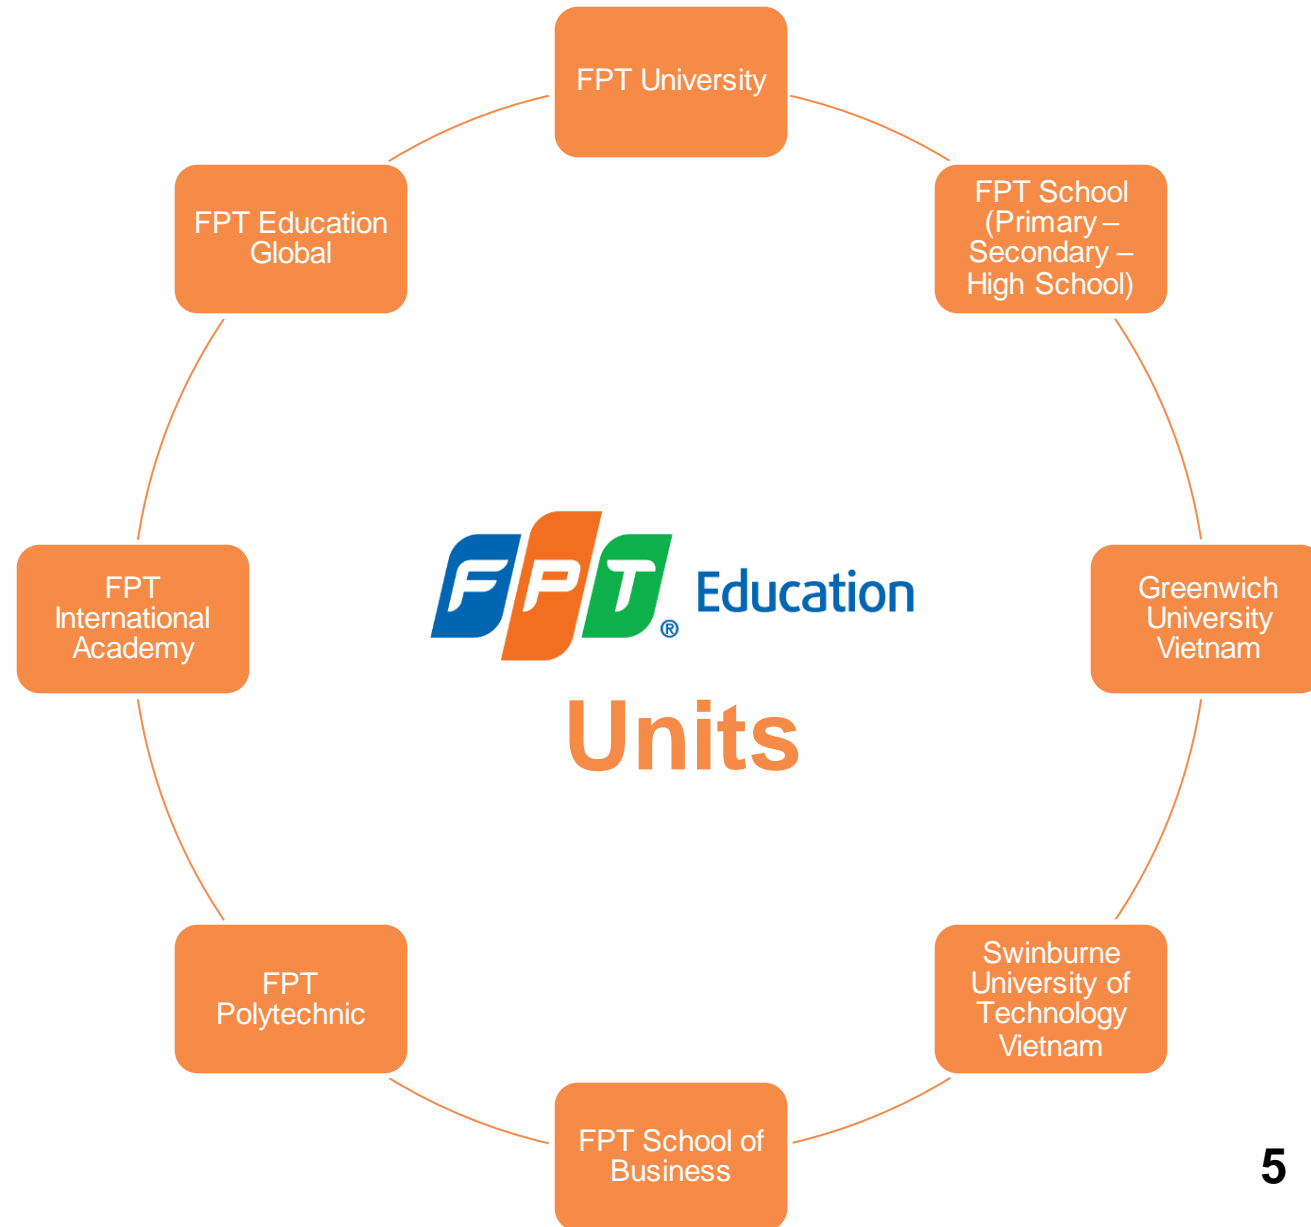 FPT University
FPT School
(Primary –
Secondary –
High School)
Greenwich
University
Vietnam
Swinburne
University of
Technology
Vietnam
FPT School of
Business
FPT
Polytechnic
FPT
International
Academy
FPT Education
Global
FPT® Education
Units
5